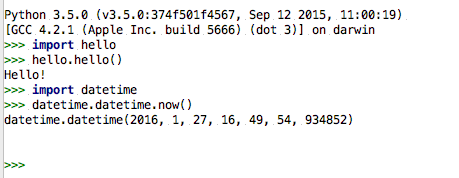 Python 3.5.0 (v3.5.0:374f501f4567, Sep 12 2015, 11:00:19)
[GCC 4.2.1 (Apple Inc. build 5666) (dot 3)] on darwin
>>> import hello
>>> hello.hello()
Hello!
>>> import datetime
>>> datetime.datetime.now()
datetime.datetime(2016, 1, 27, 16, 49, 54, 934852)
>>>